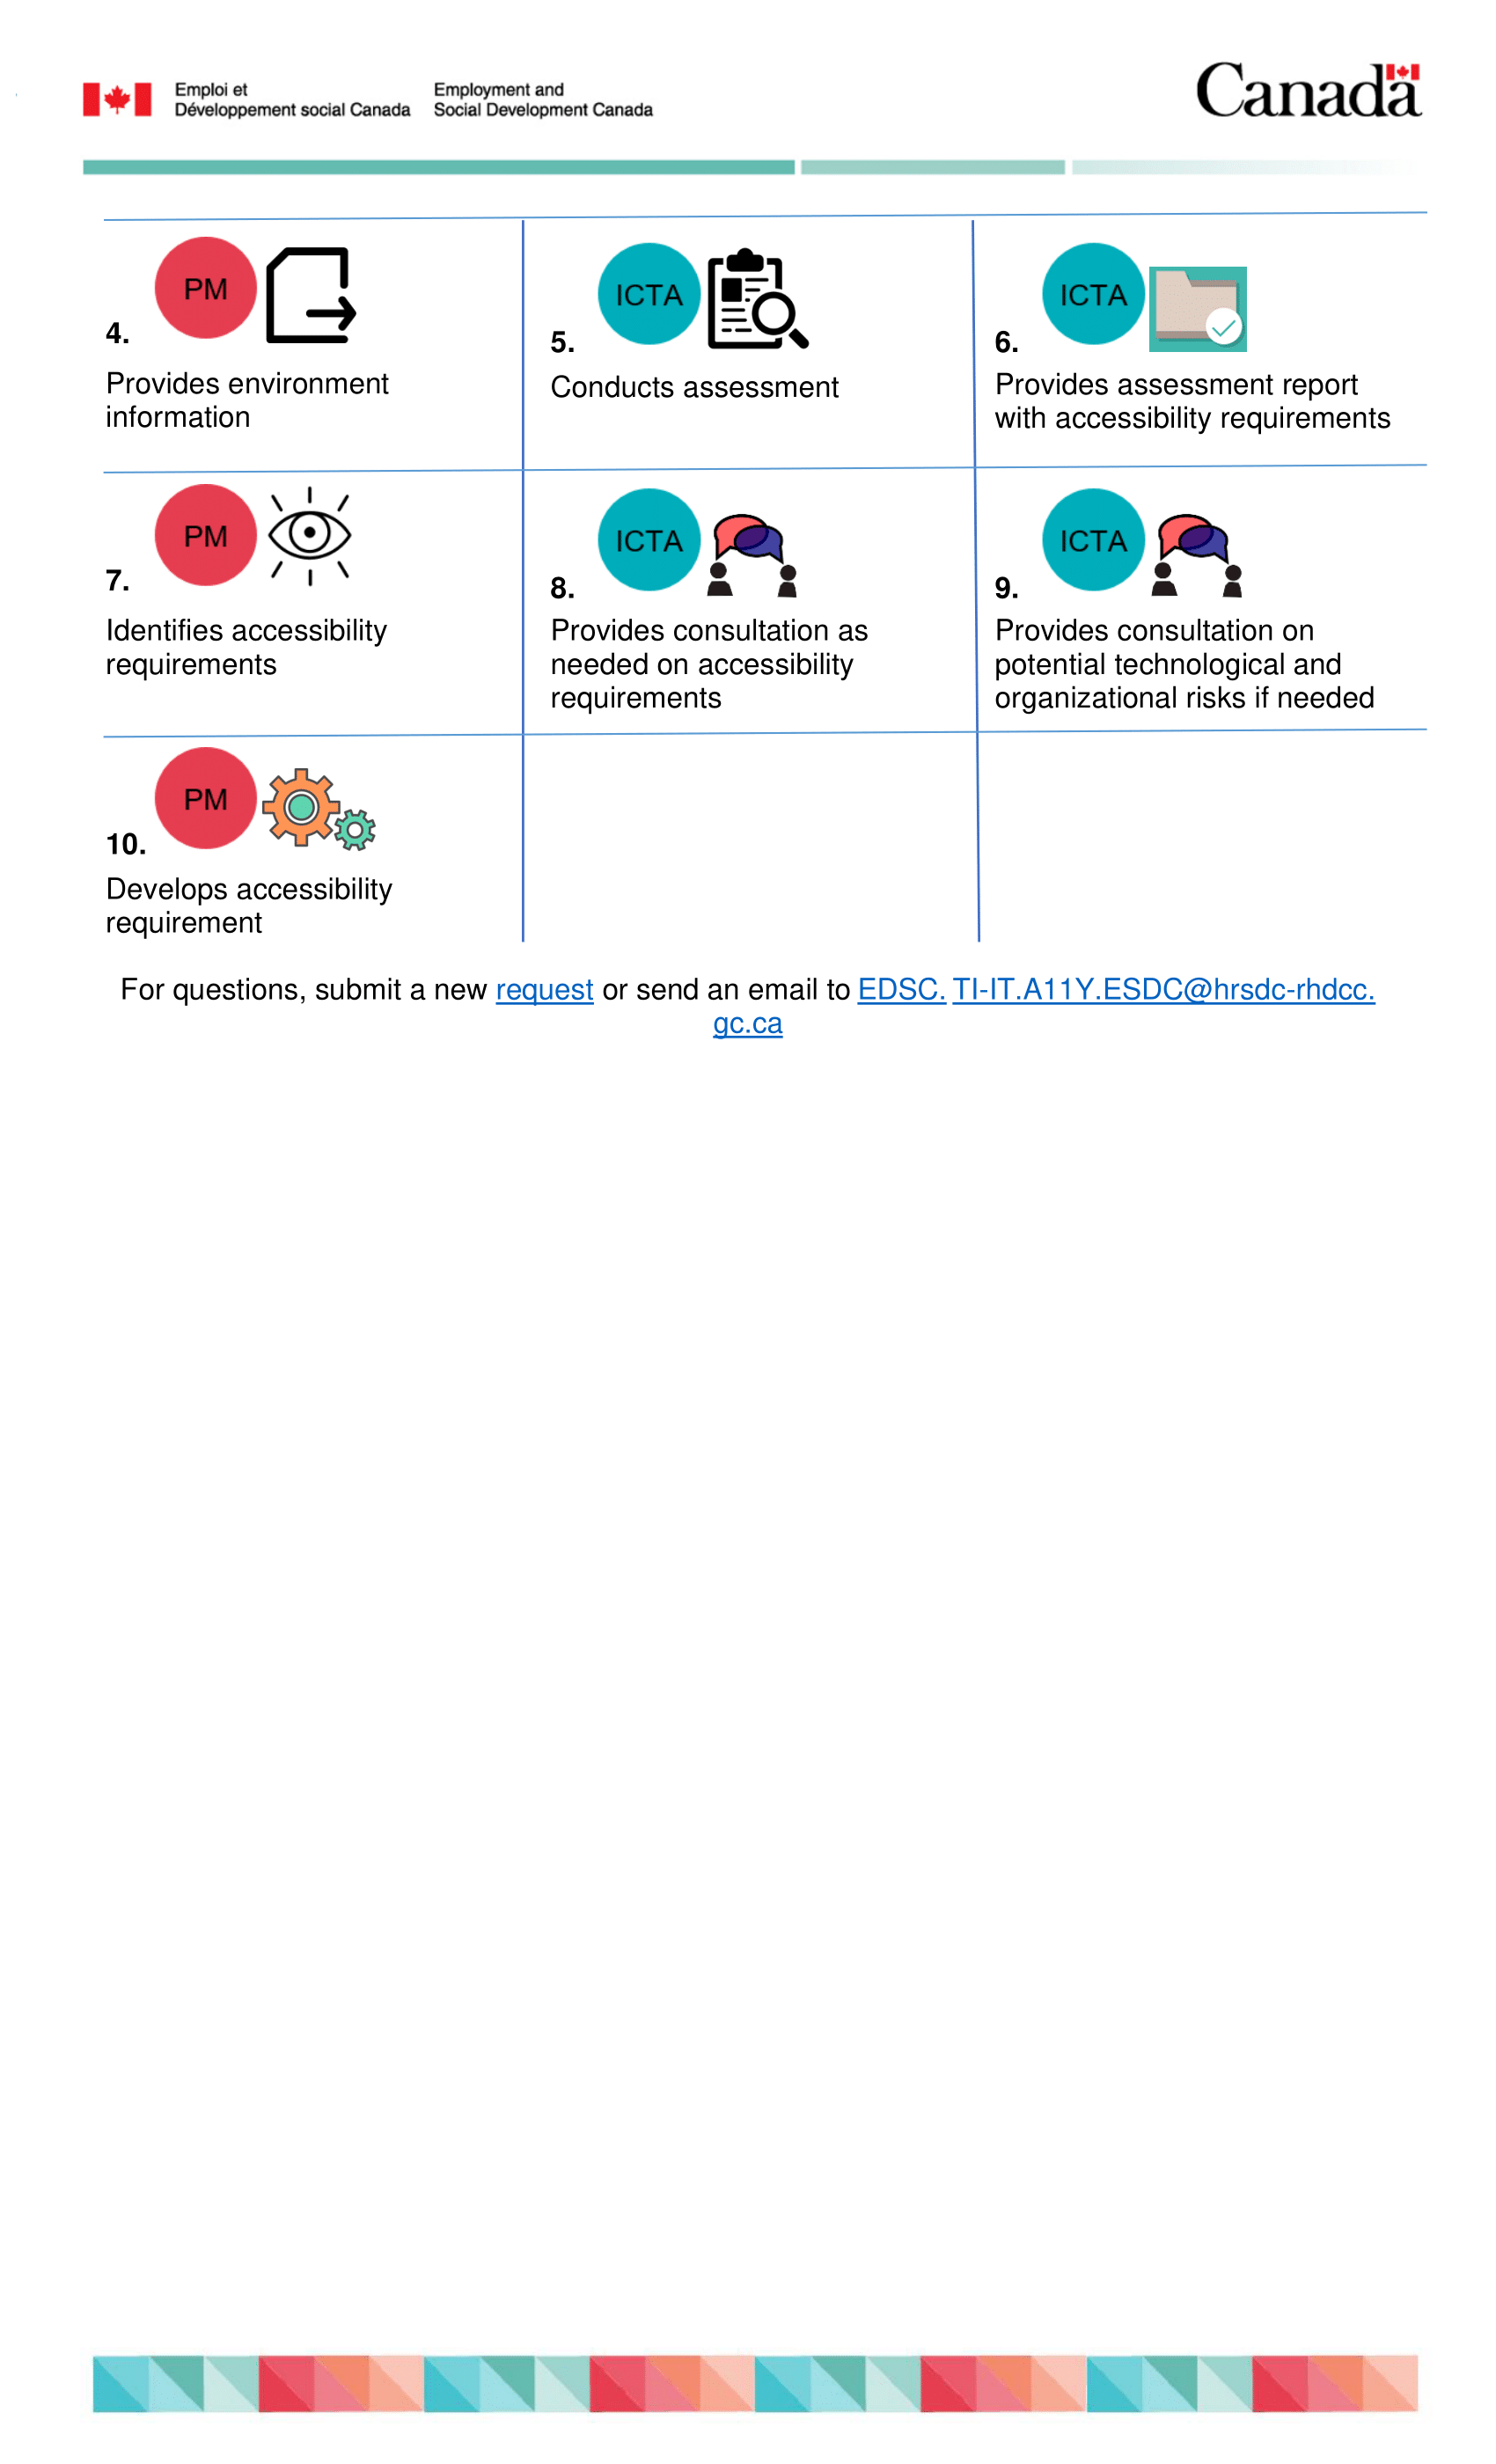 Emploi et
Développement social Canada
Employment and
Social Development Canada
Canada
PM
4.
Provides environment
information
ICTA
5.
Conducts assessment
ICTA
6.
Provides assessment report
with accessibility requirements
PM
7.
Identifies accessibility
requirements
ICTA
8.
Provides consultation as
needed on accessibility
requirements
ICTA
9.
Provides consultation on
potential technological and
organizational risks if needed
PM
10.
Develops accessibility
requirement
For questions, submit a new request or send an email to EDSC. TI-IT.A11Y.ESDC@hrsdc-rhdcc.
gc.ca